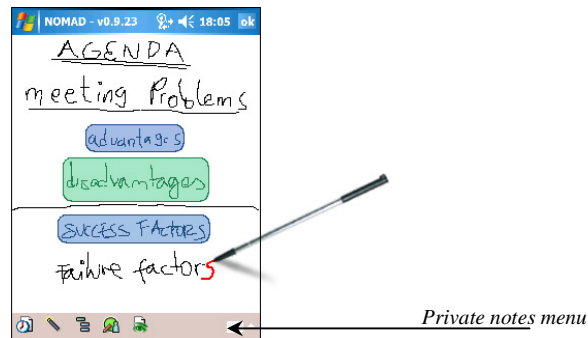 NOMAD - v0.9.23 18:05 ok
AGENDA
meeting Problems
advantages
disadvantages
SUCCESS FACTORS
Failure factors
Private notes menu